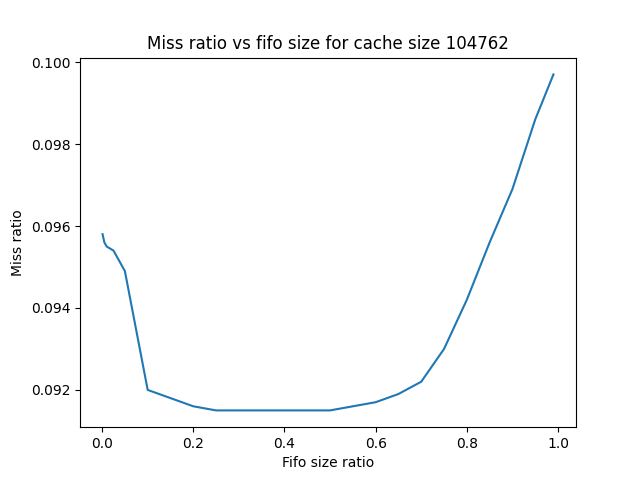 Miss ratio vs fifo size for cache size 104762
0.100
0.098
0.096
0.094
0.092
Miss ratio
0.0 0.2 0.4 0.6 0.8 1.0
Fifo size ratio